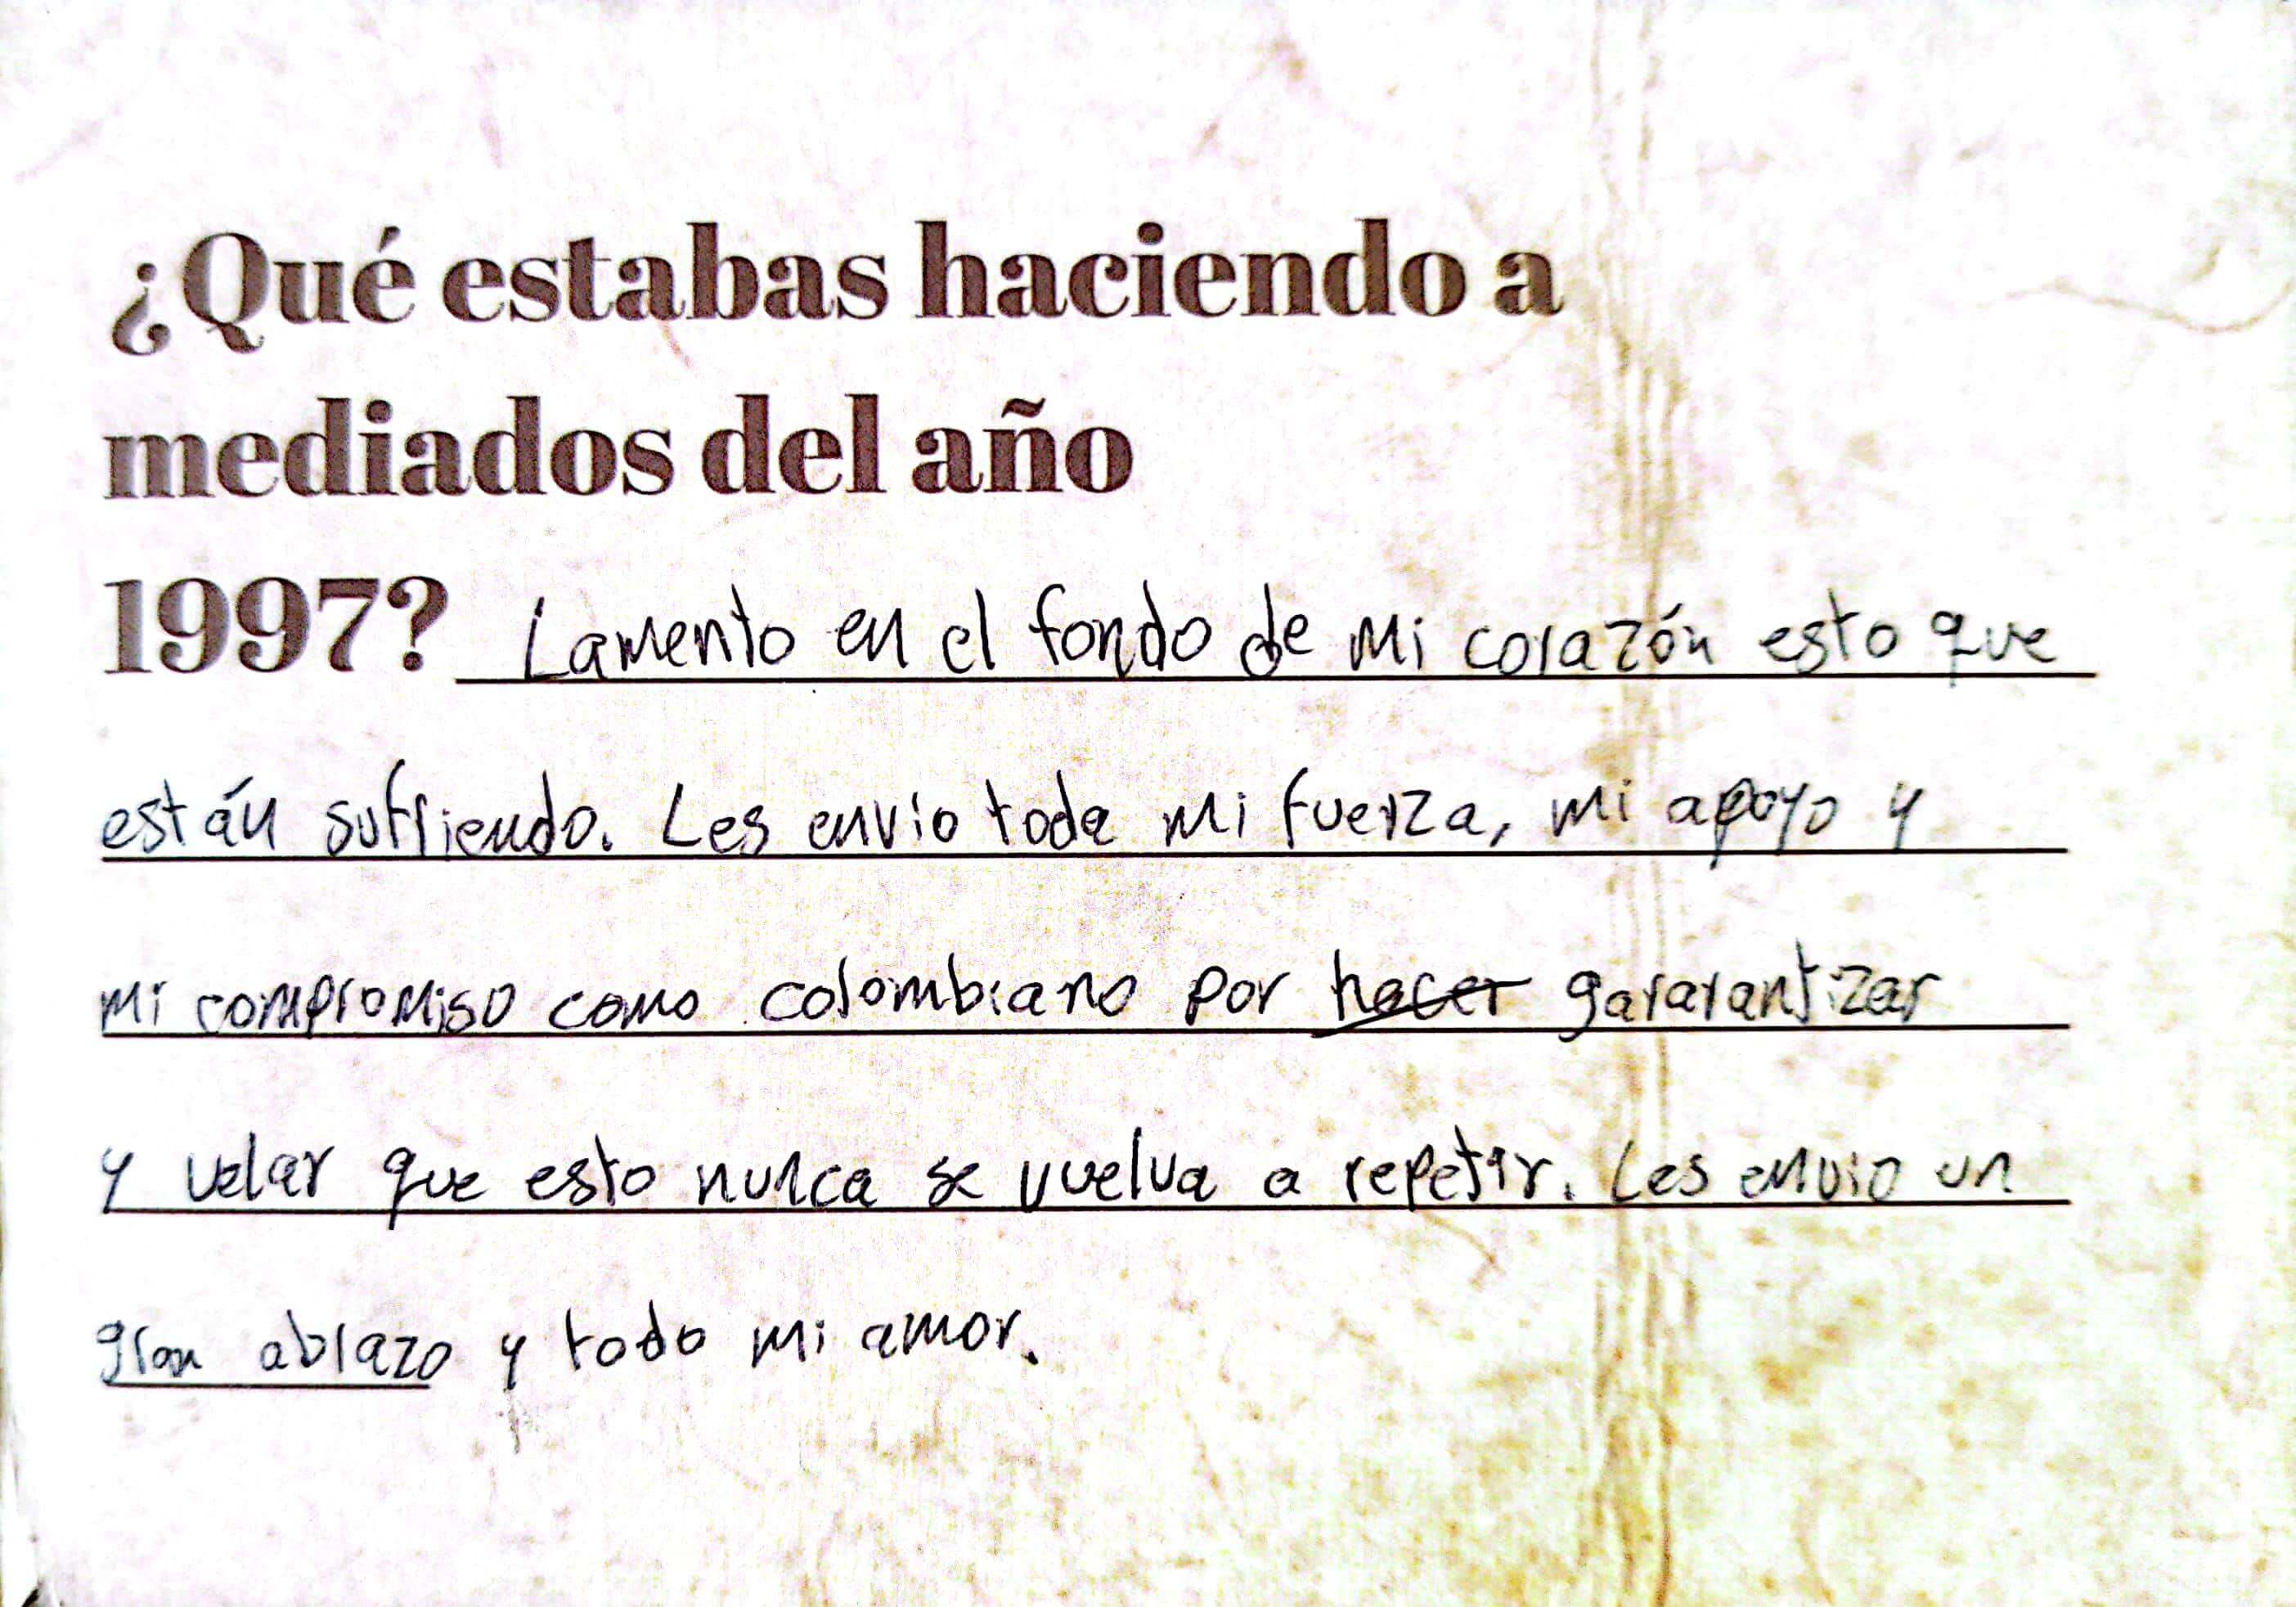 ¿Qué estabas haciendo a
mediados del año
1997? Lamento en el fondo de mi corazón esto que
están sufriendo. Les envio toda mi fuerza, mi apoyo y
mi compromiso como colombiano por hacer gararantizar
y velar que esto nunca se vuelva a repetir. Les envio un
gran abrazo y todo mi amor.